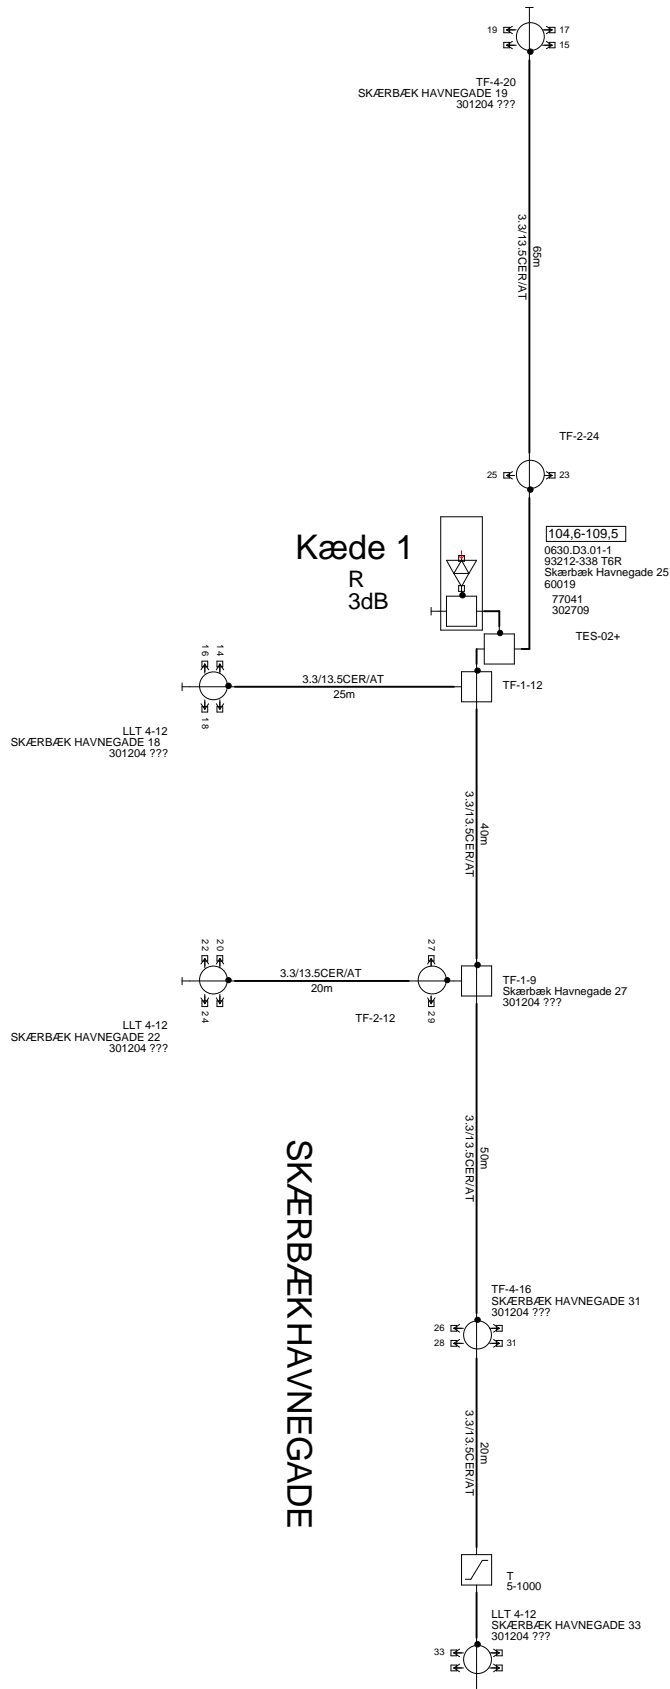 19
17
15
TF-4-20
SKÆRBÆK HAVNEGADE 19
301204 ???
65m
3.3/13.5CER/AT
TF-2-24
25
23
Kæde 1
R
3dB
104,6-109,5
0630.D3.01-1
93212-338 T6R
Skærbæk Havnegade 25
60019
77041
302709
TES-02+
16
14
18
3.3/13.5CER/AT
25m
TF-1-12
LLT 4-12
SKÆRBÆK HAVNEGADE 18
301204 ???
40m
3.3/13.5CER/AT
22
20
24
3.3/13.5CER/AT
20m
27
29
TF-2-12
TF-1-9
Skærbæk Havnegade 27
301204 ???
LLT 4-12
SKÆRBÆK HAVNEGADE 22
301204 ???
50m
3.3/13.5CER/AT
SKÆRBÆK HAVNEGADE
TF-4-16
SKÆRBÆK HAVNEGADE 31
301204 ???
26
28
31
20m
3.3/13.5CER/AT
T
5-1000
LLT 4-12
SKÆRBÆK HAVNEGADE 33
301204 ???
33